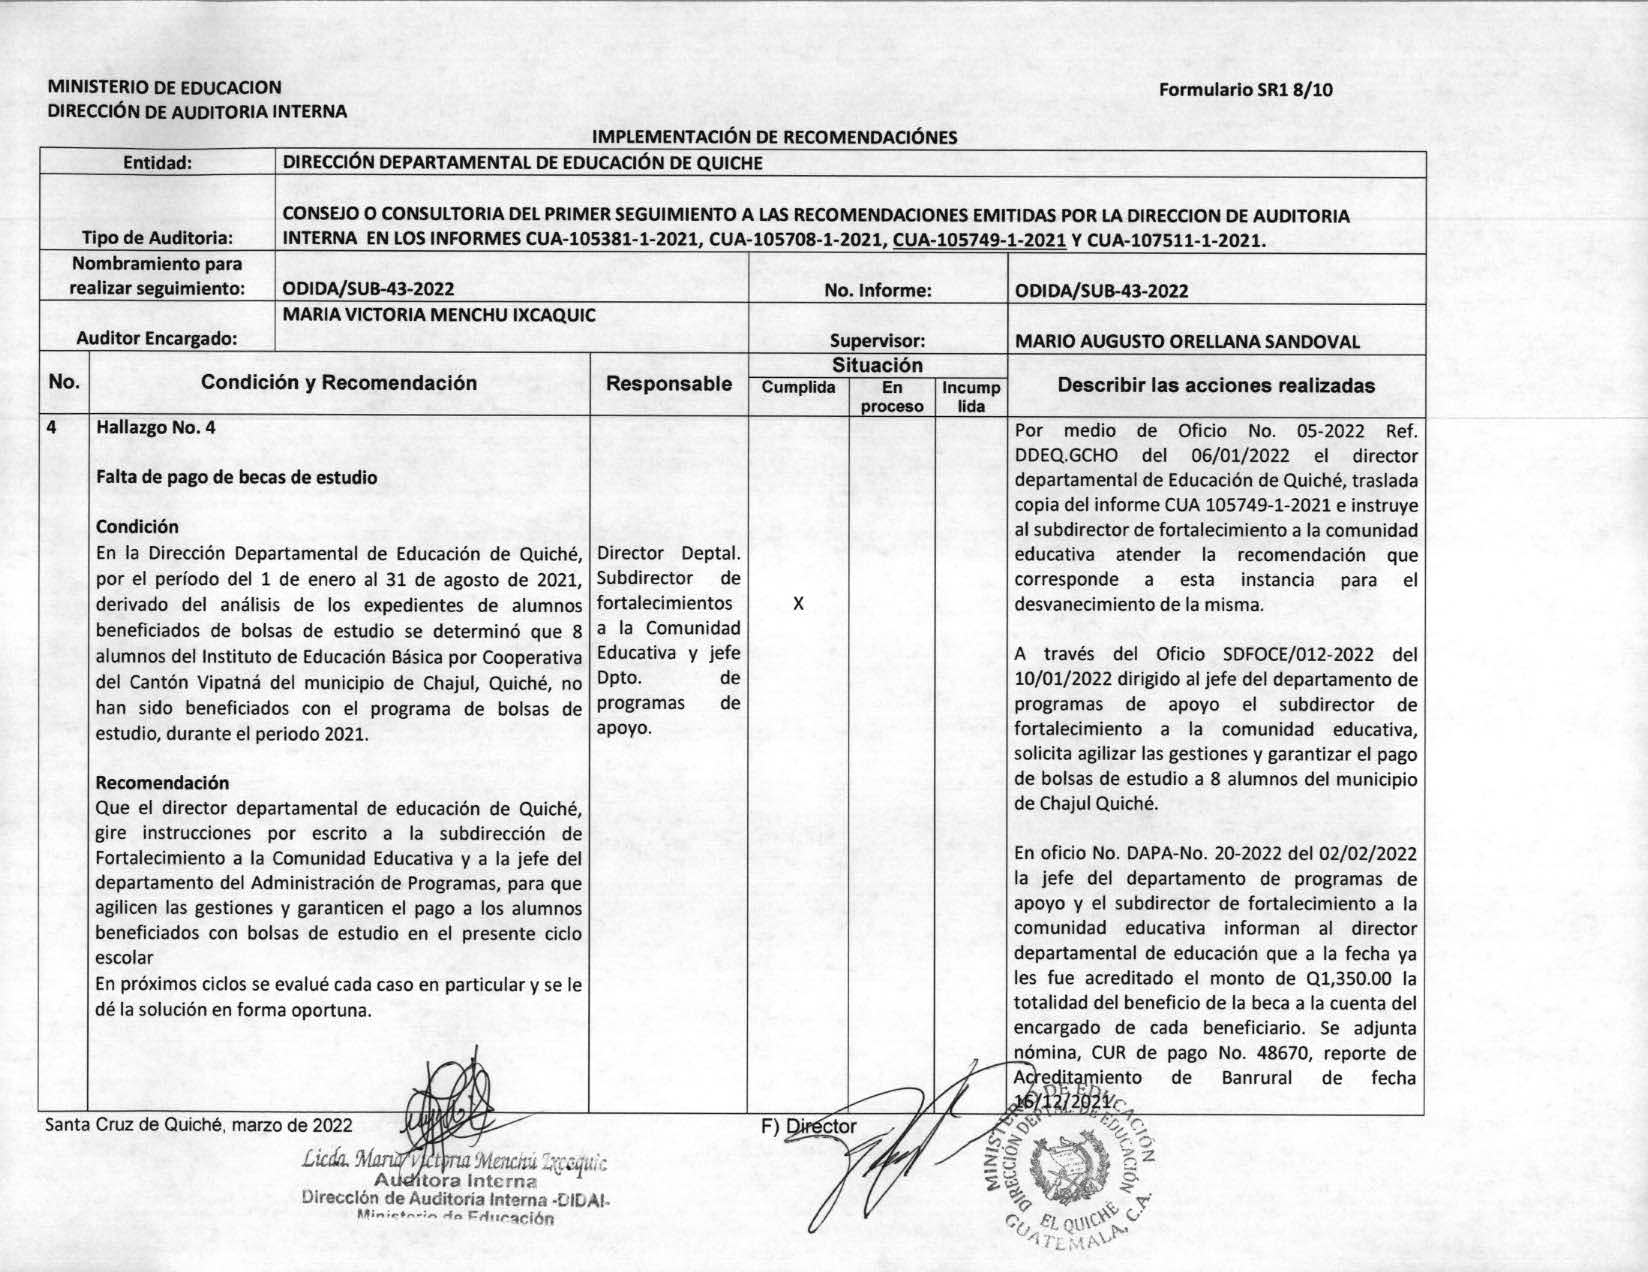 MINISTERIO DE EDUCACION
DIRECCIÓN DE AUDITORIA INTERNA
Formulario SR1 8/10
IMPLEMENTACIÓN DE RECOMENDACIÓNES
Entidad:
DIRECCIÓN DEPARTAMENTAL DE EDUCACIÓN DE QUICHE
Tipo de Auditoria:
CONSEJO O CONSULTORIA DEL PRIMER SEGUIMIENTO A LAS RECOMENDACIONES EMITIDAS POR LA DIRECCION DE AUDITORIA
INTERNA EN LOS INFORMES CUA-105381-1-2021, CUA-105708-1-2021, CUA-105749-1-2021 Y CUA-107511-1-2021.
Nombramiento para
realizar seguimiento:
ODIDA/SUB-43-2022
No. Informe:
ODIDA/SUB-43-2022
Auditor Encargado:
MARIA VICTORIA MENCHU IXCAQUIC
Supervisor:
MARIO AUGUSTO ORELLANA SANDOVAL
No.
Condición y Recomendación
Responsable
Situación
Cumplida
En
proceso
Incump
lida
Describir las acciones realizadas
4
Hallazgo No. 4
Falta de pago de becas de estudio
Condición
En la Dirección Departamental de Educación de Quiché,
por el período del 1 de enero al 31 de agosto de 2021,
derivado del análisis de los expedientes de alumnos
beneficiados de bolsas de estudio se determinó que 8
alumnos del Instituto de Educación Básica por Cooperativa
del Cantón Vipatná del municipio de Chajul, Quiché, no
han sido beneficiados con el programa de bolsas de
estudio, durante el periodo 2021.
Recomendación
Que el director departamental de educación de Quiché,
gire instrucciones por escrito a la subdirección de
Fortalecimiento a la Comunidad Educativa y a la jefe del
departamento del Administración de Programas, para que
agilicen las gestiones y garanticen el pago a los alumnos
beneficiados con bolsas de estudio en el presente ciclo
escolar
En próximos ciclos se evalué cada caso en particular y se le
dé la solución en forma oportuna.
Director Deptal.
Subdirector de
fortalecimientos
a la Comunidad
Educativa y jefe
Dpto. de
programas de
apoyo.
X
Por medio de Oficio No. 05-2022 Ref.
DDEQ.GCHO del 06/01/2022 el director
departamental de Educación de Quiché, traslada
copia del informe CUA 105749-1-2021 e instruye
al subdirector de fortalecimiento a la comunidad
educativa atender la recomendación que
corresponde a esta instancia para el
desvanecimiento de la misma.
A través del Oficio SDFOCE/012-2022 del
10/01/2022 dirigido al jefe del departamento de
programas de apoyo el subdirector de
fortalecimiento a la comunidad educativa,
solicita agilizar las gestiones y garantizar el pago
de bolsas de estudio a 8 alumnos del municipio
de Chajul Quiché.
En oficio No. DAPA-No. 20-2022 del 02/02/2022
la jefe del departamento de programas de
apoyo y el subdirector de fortalecimiento a la
comunidad educativa informan al director
departamental de educación que a la fecha ya
les fue acreditado el monto de Q1,350.00 la
totalidad del beneficio de la beca a la cuenta del
encargado de cada beneficiario. Se adjunta
nómina, CUR de pago No. 48670, reporte de
Acreditamiento de Banrural de fecha
16/12/2021.
Santa Cruz de Quiché, marzo de 2022
F) Director
Licda. María Victoria Menchú Ixcaquic
Auditora Interna
Dirección de Auditoría Interna -DIDAI-
Ministerio de Educación
MINISTERIO DE EDUCACIÓN
DIRECCIÓN DEPTAL. DE EDUCACIÓN
EL QUICHÉ
GUATEMALA, C.A.